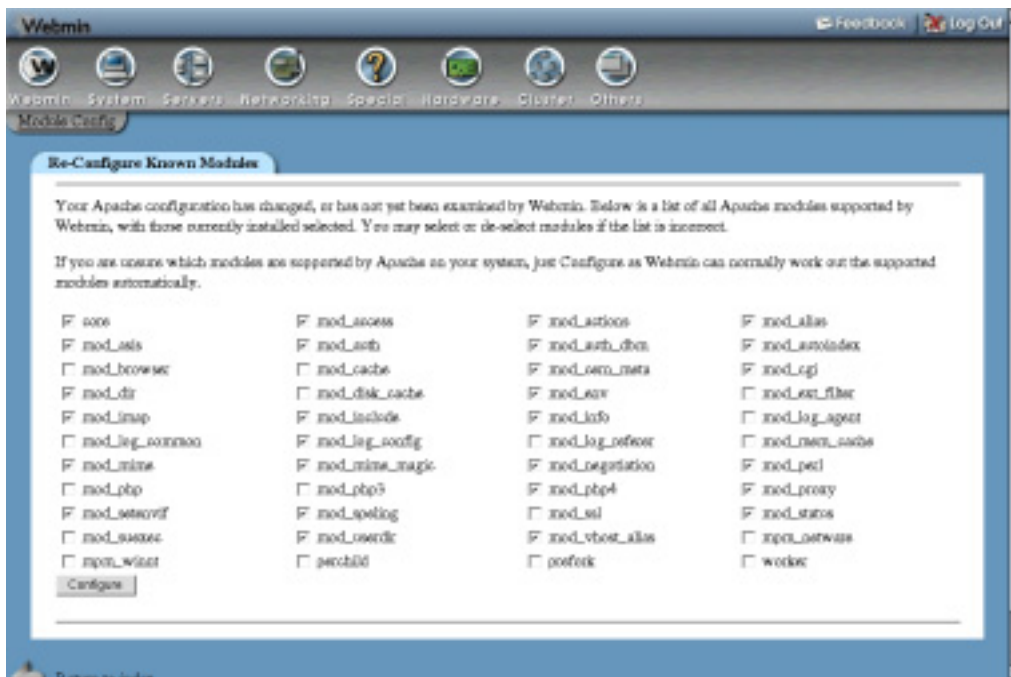 Webmin
Feedback Log Out
Webmin System Servers Networking Special Hardware Cluster Others
Module Config
Re-Configure Known Modules
Your Apache configuration has changed, or has not yet been examined by Webmin. Below is a list of all Apache modules supported by
Webmin, with those currently installed selected. You may select or de-select modules if the list is incorrect.
If you are unsure which modules are supported by Apache on your system, just Configure as Webmin can normally work out the supported
modules automatically.
core mod_access mod_actions mod_alias
mod_asis mod_auth mod_auth_dbm mod_autoindex
mod_browser mod_cache mod_cern_meta mod_cgi
mod_dir mod_disk_cache mod_env mod_ext_filter
mod_imap mod_include mod_info mod_log_agent
mod_log_common mod_log_config mod_log_referer mod_mem_cache
mod_mime mod_mime_magic mod_negotiation mod_perl
mod_php mod_php3 mod_php4 mod_proxy
mod_setenvif mod_speling mod_ssl mod_status
mod_suexec mod_userdir mod_vhost_alias mpm_netware
mpm_winnt perchild prefork worker
Configure